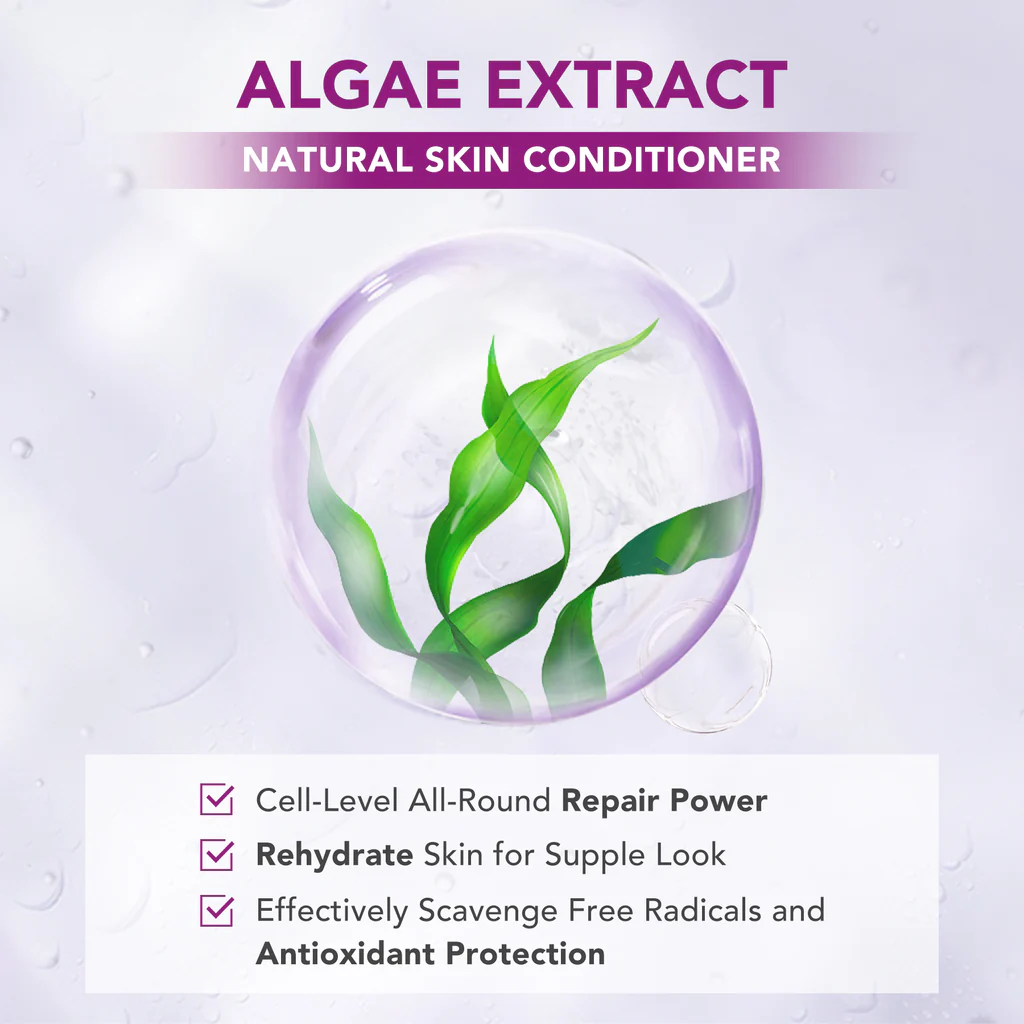 ALGAE EXTRACT
NATURAL SKIN CONDITIONER
Cell-Level All-Round Repair Power
Rehydrate Skin for Supple Look
Effectively Scavenge Free Radicals and
Antioxidant Protection